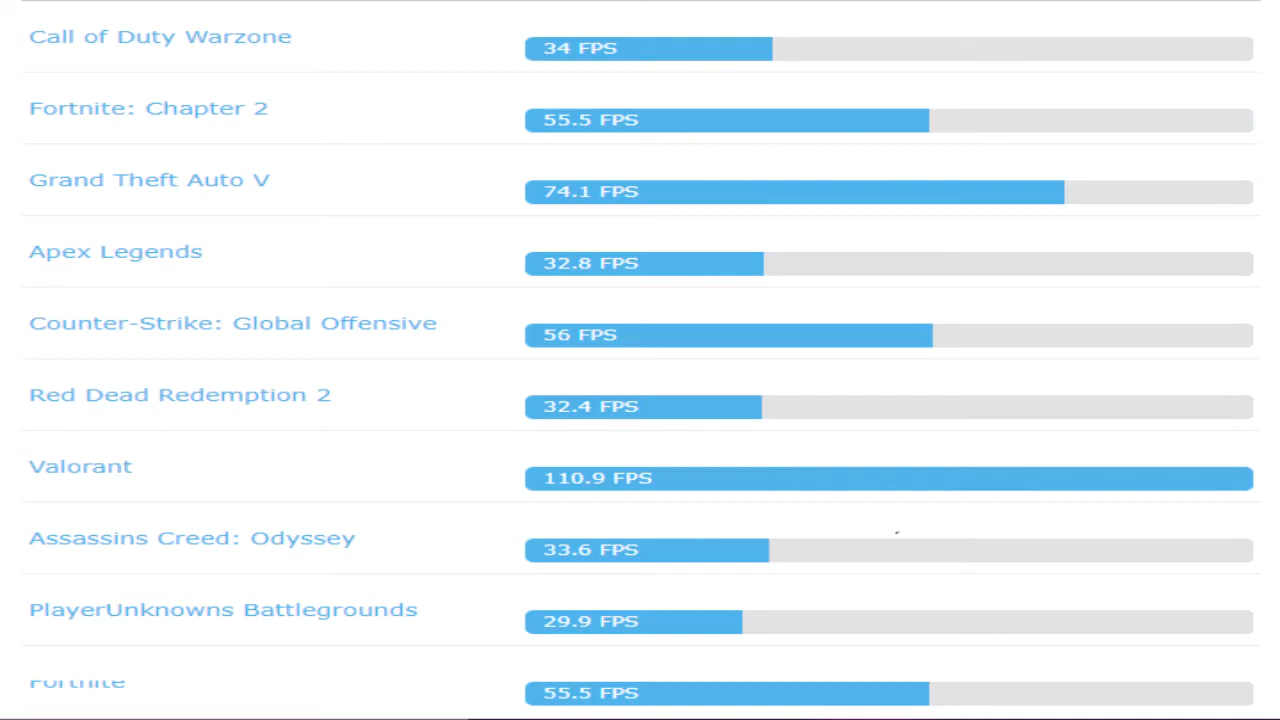 Call of Duty Warzone
34 FPS
Fortnite: Chapter 2
55.5 FPS
Grand Theft Auto V
74.1 FPS
Apex Legends
32.8 FPS
Counter-Strike: Global Offensive
56 FPS
Red Dead Redemption 2
32.4 FPS
Valorant
110.9 FPS
Assassins Creed: Odyssey
33.6 FPS
PlayerUnknowns Battlegrounds
29.9 FPS
Fortnite
55.5 FPS